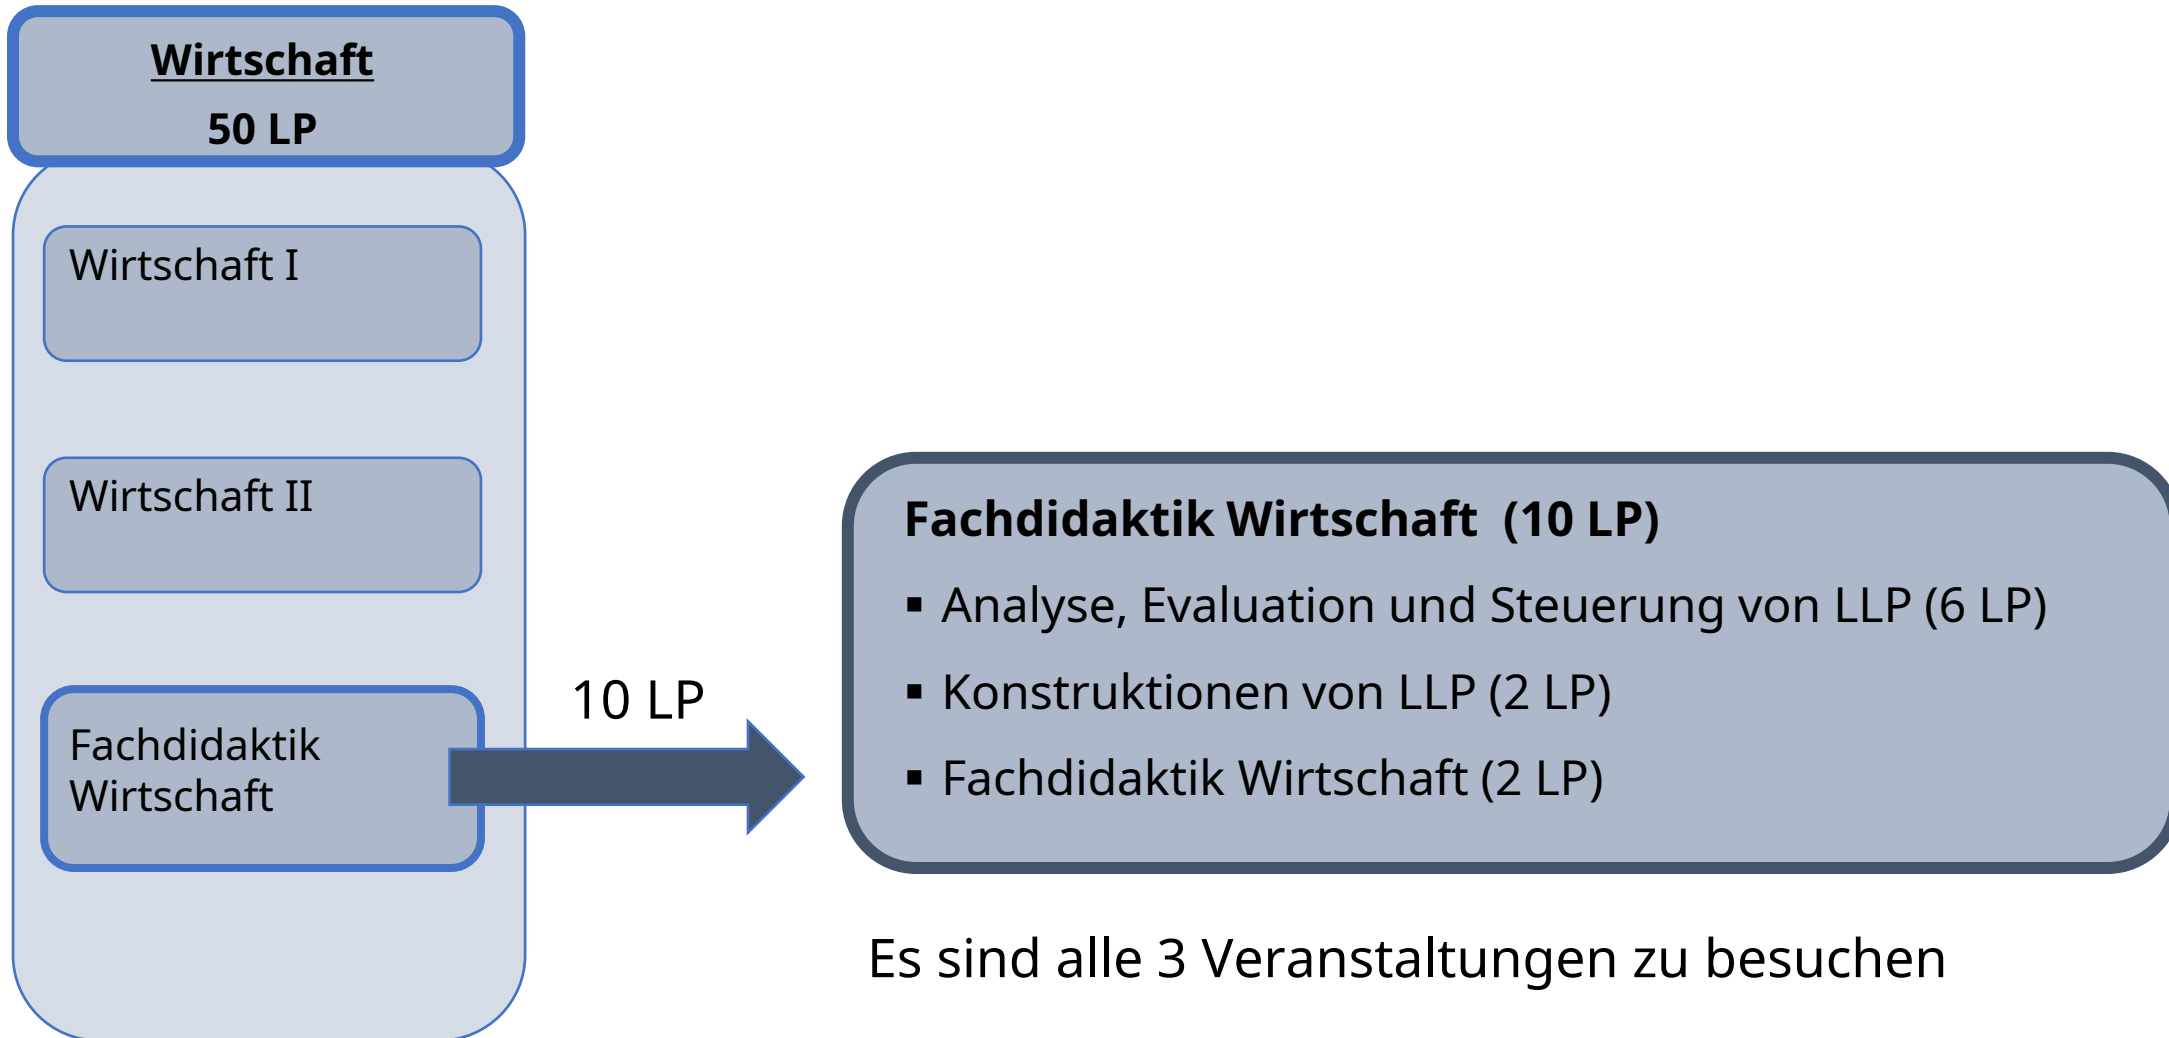 Wirtschaft
50 LP
Wirtschaft I
Wirtschaft II
Fachdidaktik
Wirtschaft
10 LP
Fachdidaktik Wirtschaft (10 LP)
▪ Analyse, Evaluation und Steuerung von LLP (6 LP)
▪ Konstruktionen von LLP (2 LP)
▪ Fachdidaktik Wirtschaft (2 LP)
Es sind alle 3 Veranstaltungen zu besuchen